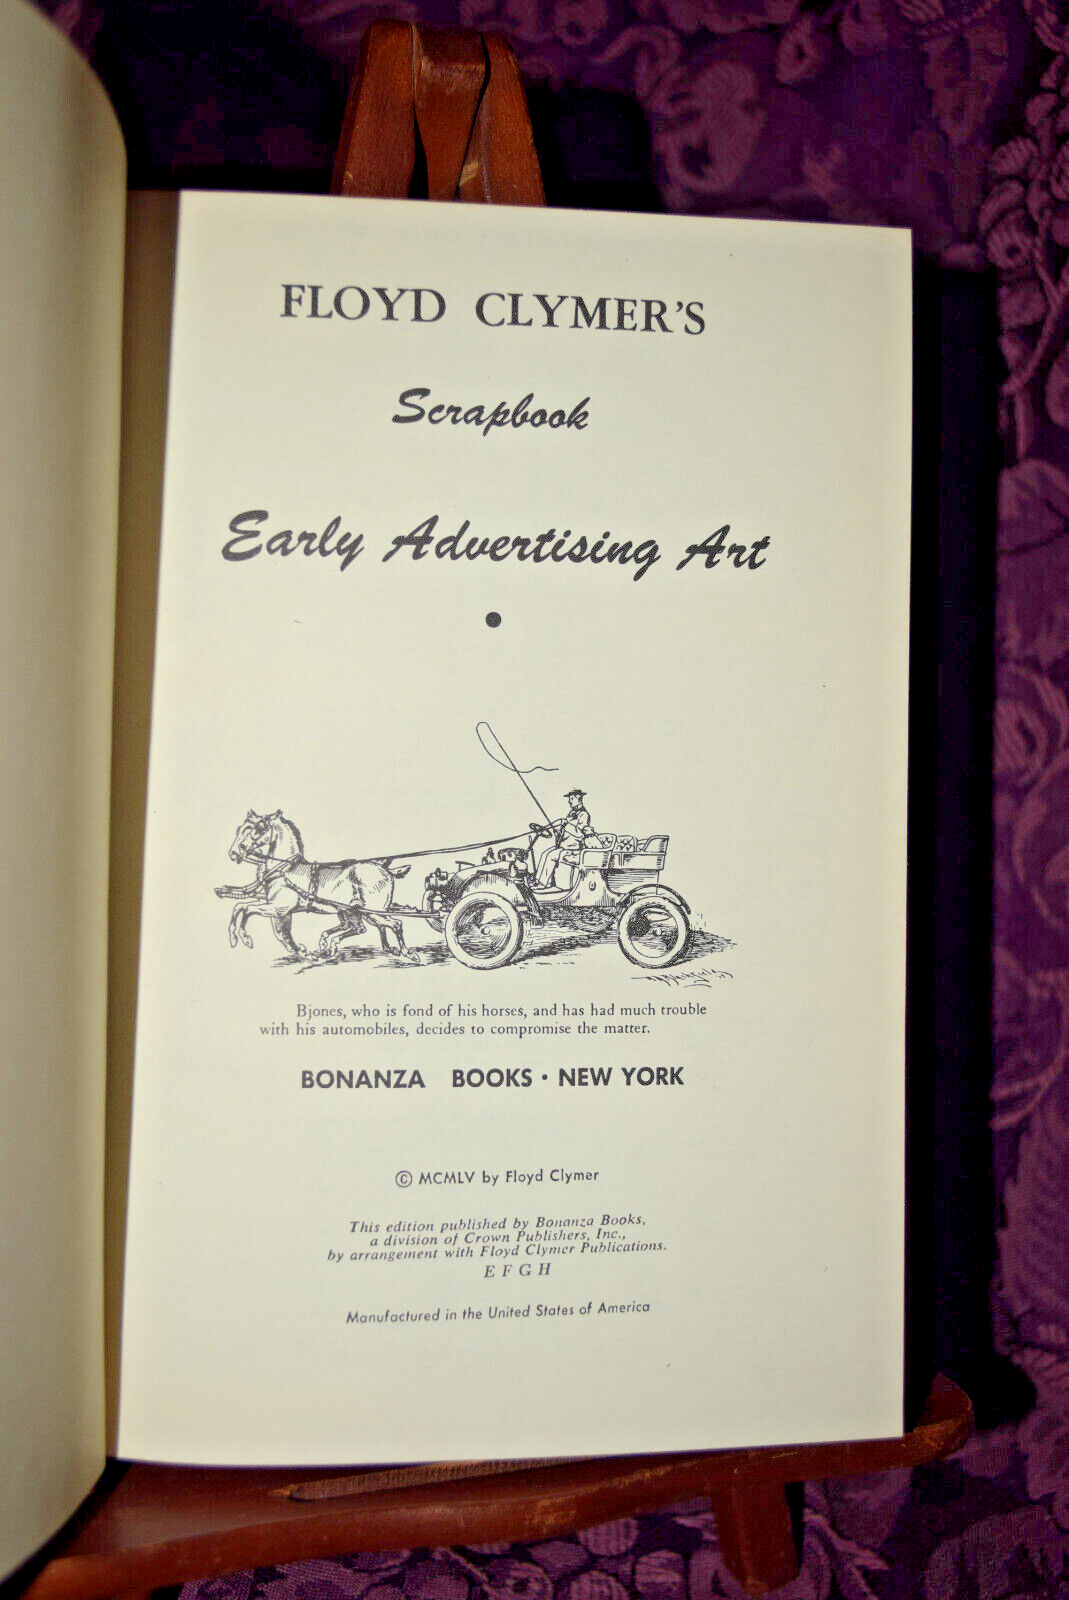 FLOYD CLYMER'S
Scrapbook
Early Advertising Art
Bjones, who is fond of his horses, and has had much trouble
with his automobiles, decides to compromise the matter.
BONANZA BOOKS • NEW YORK
© MCMLV by Floyd Clymer
This edition published by Bonanza Books,
a division of Crown Publishers, Inc.,
by arrangement with Floyd Clymer Publications.
E F G H
Manufactured in the United States of America